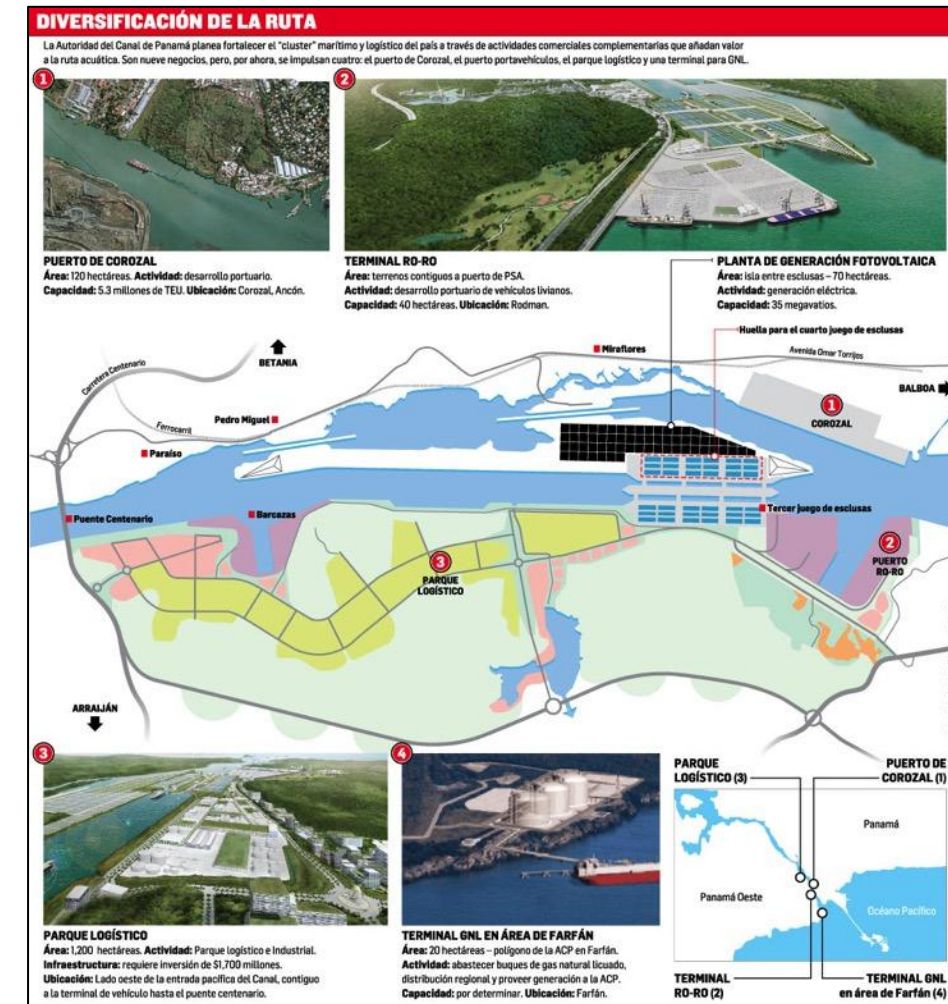 DIVERSIFICACIÓN DE LA RUTA
La Autoridad del Canal de Panamá planea fortalecer el "cluster" marítimo y logístico del país a través de actividades comerciales complementarias que añadan valor
a la ruta acuática. Son nueve negocios, pero, por ahora, se impulsan cuatro: el puerto de Corozal, el puerto portavehículos, el parque logístico y una terminal para GNL.
1
2
PUERTO DE COROZAL
Área: 120 hectáreas. Actividad: desarrollo portuario.
Capacidad: 5.3 millones de TEU. Ubicación: Corozal, Ancón.
TERMINAL RO-RO
Área: terrenos contiguos a puerto de PSA.
Actividad: desarrollo portuario de vehículos livianos.
Capacidad: 40 hectáreas. Ubicación: Rodman.
PLANTA DE GENERACIÓN FOTOVOLTAICA
Área: isla entre esclusas – 70 hectáreas.
Actividad: generación eléctrica.
Capacidad: 35 megavatios.
Huella para el cuarto juego de esclusas
Carretera Centenario
BETANIA
Miraflores
Avenida Omar Torrijos
BALBOA
Ferrocarril
Pedro Miguel
Paraíso
1
COROZAL
Puente Centenario
Barcazas
Tercer juego de esclusas
3
PARQUE
LOGÍSTICO
2
PUERTO
RO-RO
ARRAIJÁN
3
PARQUE LOGÍSTICO
Área: 1,200 hectáreas. Actividad: Parque logístico e Industrial.
Infraestructura: requiere inversión de $1,700 millones.
Ubicación: Lado oeste de la entrada pacífica del Canal, contiguo
a la terminal de vehículo hasta el puente centenario.
4
TERMINAL GNL EN ÁREA DE FARFÁN
Área: 20 hectáreas – polígono de la ACP en Farfán.
Actividad: abastecer buques de gas natural licuado,
distribución regional y proveer generación a la ACP.
Capacidad: por determinar. Ubicación: Farfán.
PARQUE
LOGÍSTICO (3)
PUERTO DE
COROZAL (1)
Panamá
Panamá Oeste
Océano Pacífico
TERMINAL
RO-RO (2)
TERMINAL GNL
en área de Farfán (4)